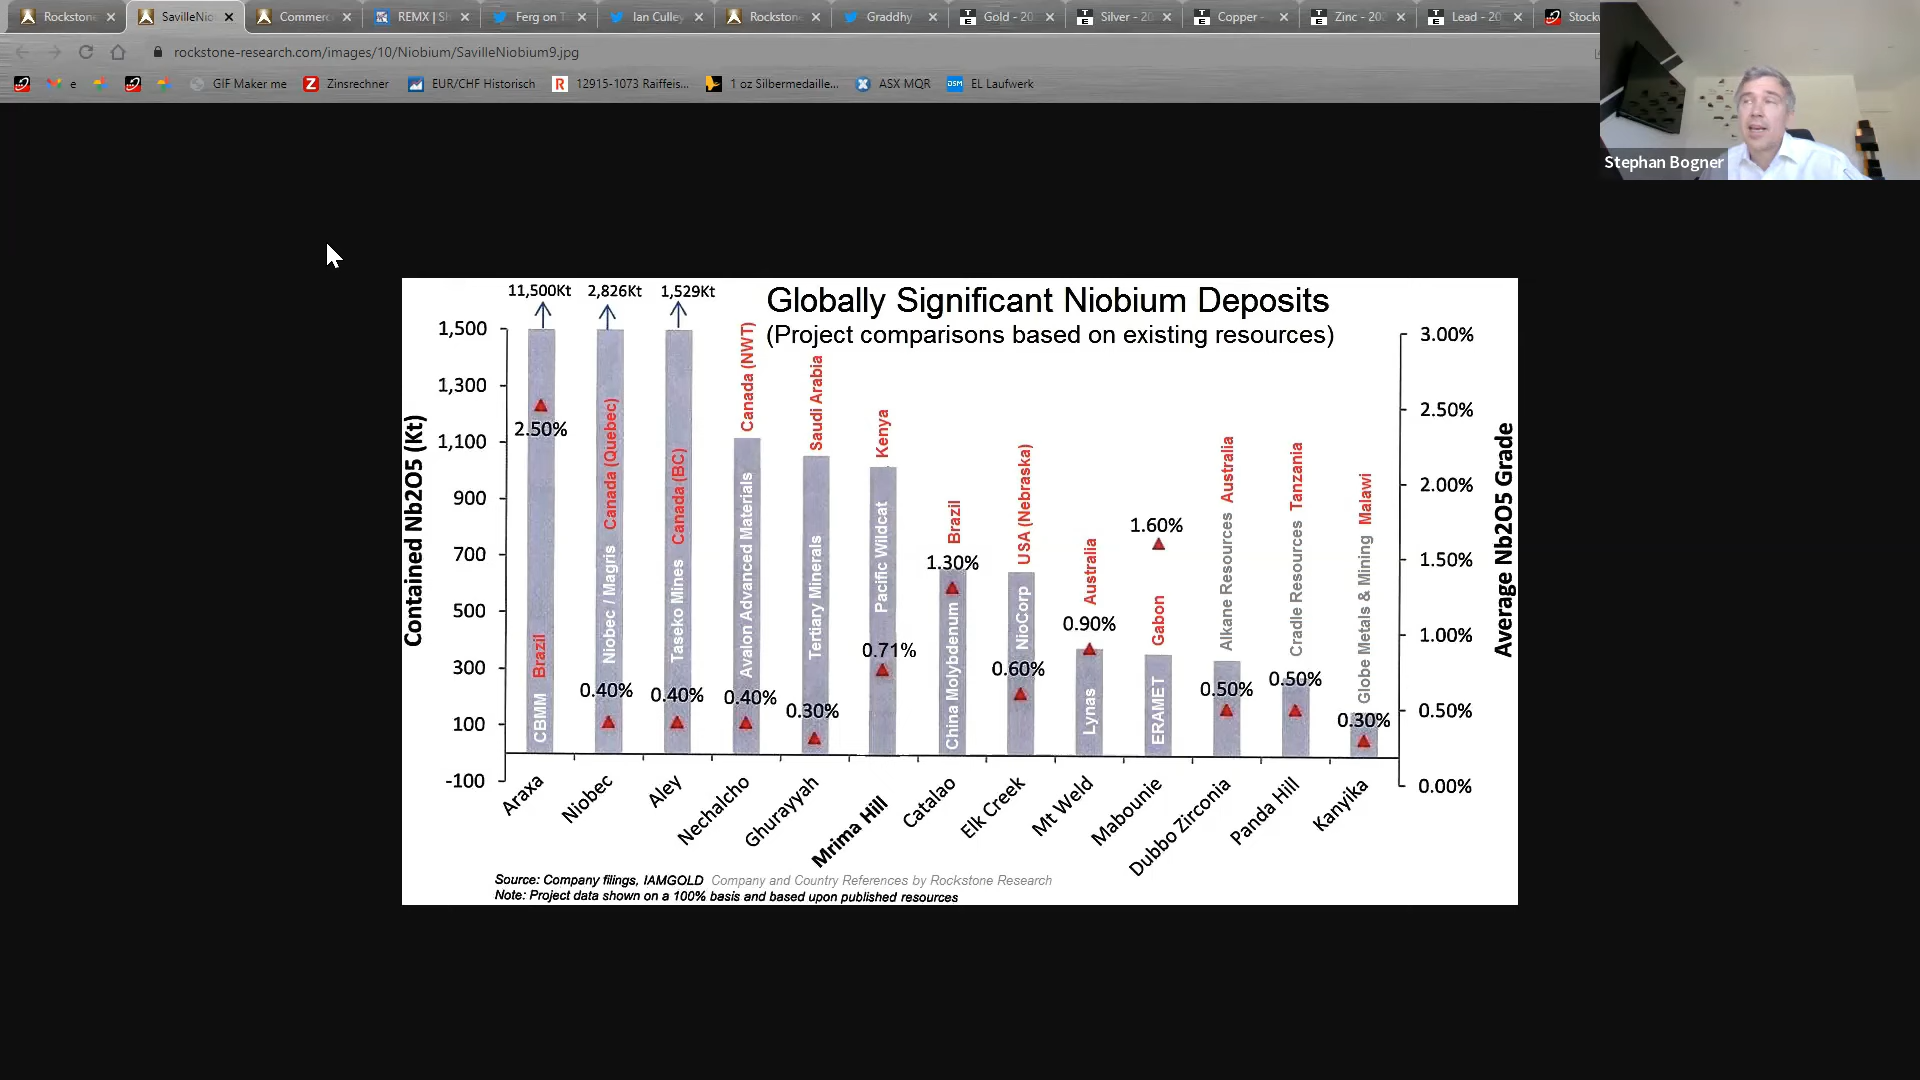 Rockstone
SavilleNio
Commerc
REMX | S
Ferg on T
Ian Culley
Rockstone
Graddhy
Gold - 20
Silver - 20
Copper -
Zinc - 20
Lead - 20
Stockw
rockstone-research.com/images/10/Niobium/SavilleNiobium9.jpg
e
GIF Maker me
Zinsrechner
EUR/CHF Historisch
12915-1073 Raiffeis...
1 oz Silbermedaille...
ASX MQR
EL Laufwerk
Stephan Bogner
Globally Significant Niobium Deposits
(Project comparisons based on existing resources)
11,500Kt
2,826Kt
1,529Kt
Contained Nb2O5 (Kt)
1,500
1,300
1,100
900
700
500
300
100
-100
Average Nb2O5 Grade
3.00%
2.50%
2.00%
1.50%
1.00%
0.50%
0.00%
CBMM Brazil
2.50%
Niobec / Magris Canada (Quebec)
0.40%
Taseko Mines Canada (BC)
0.40%
Avalon Advanced Materials Canada (NWT)
0.40%
Tertiary Minerals Saudi Arabia
0.30%
Pacific Wildcat Kenya
0.71%
China Molybdenum Brazil
1.30%
NioCorp USA (Nebraska)
0.60%
Lynas Australia
0.90%
ERAMET Gabon
1.60%
Alkane Resources Australia
0.50%
Cradle Resources Tanzania
0.50%
Globe Metals & Mining Malawi
0.30%
Araxa
Niobec
Aley
Nechalcho
Ghurayyah
Mrima Hill
Catalao
Elk Creek
Mt Weld
Mabounie
Dubbo Zirconia
Panda Hill
Kanyika
Source: Company filings, IAMGOLD Company and Country References by Rockstone Research
Note: Project data shown on a 100% basis and based upon published resources